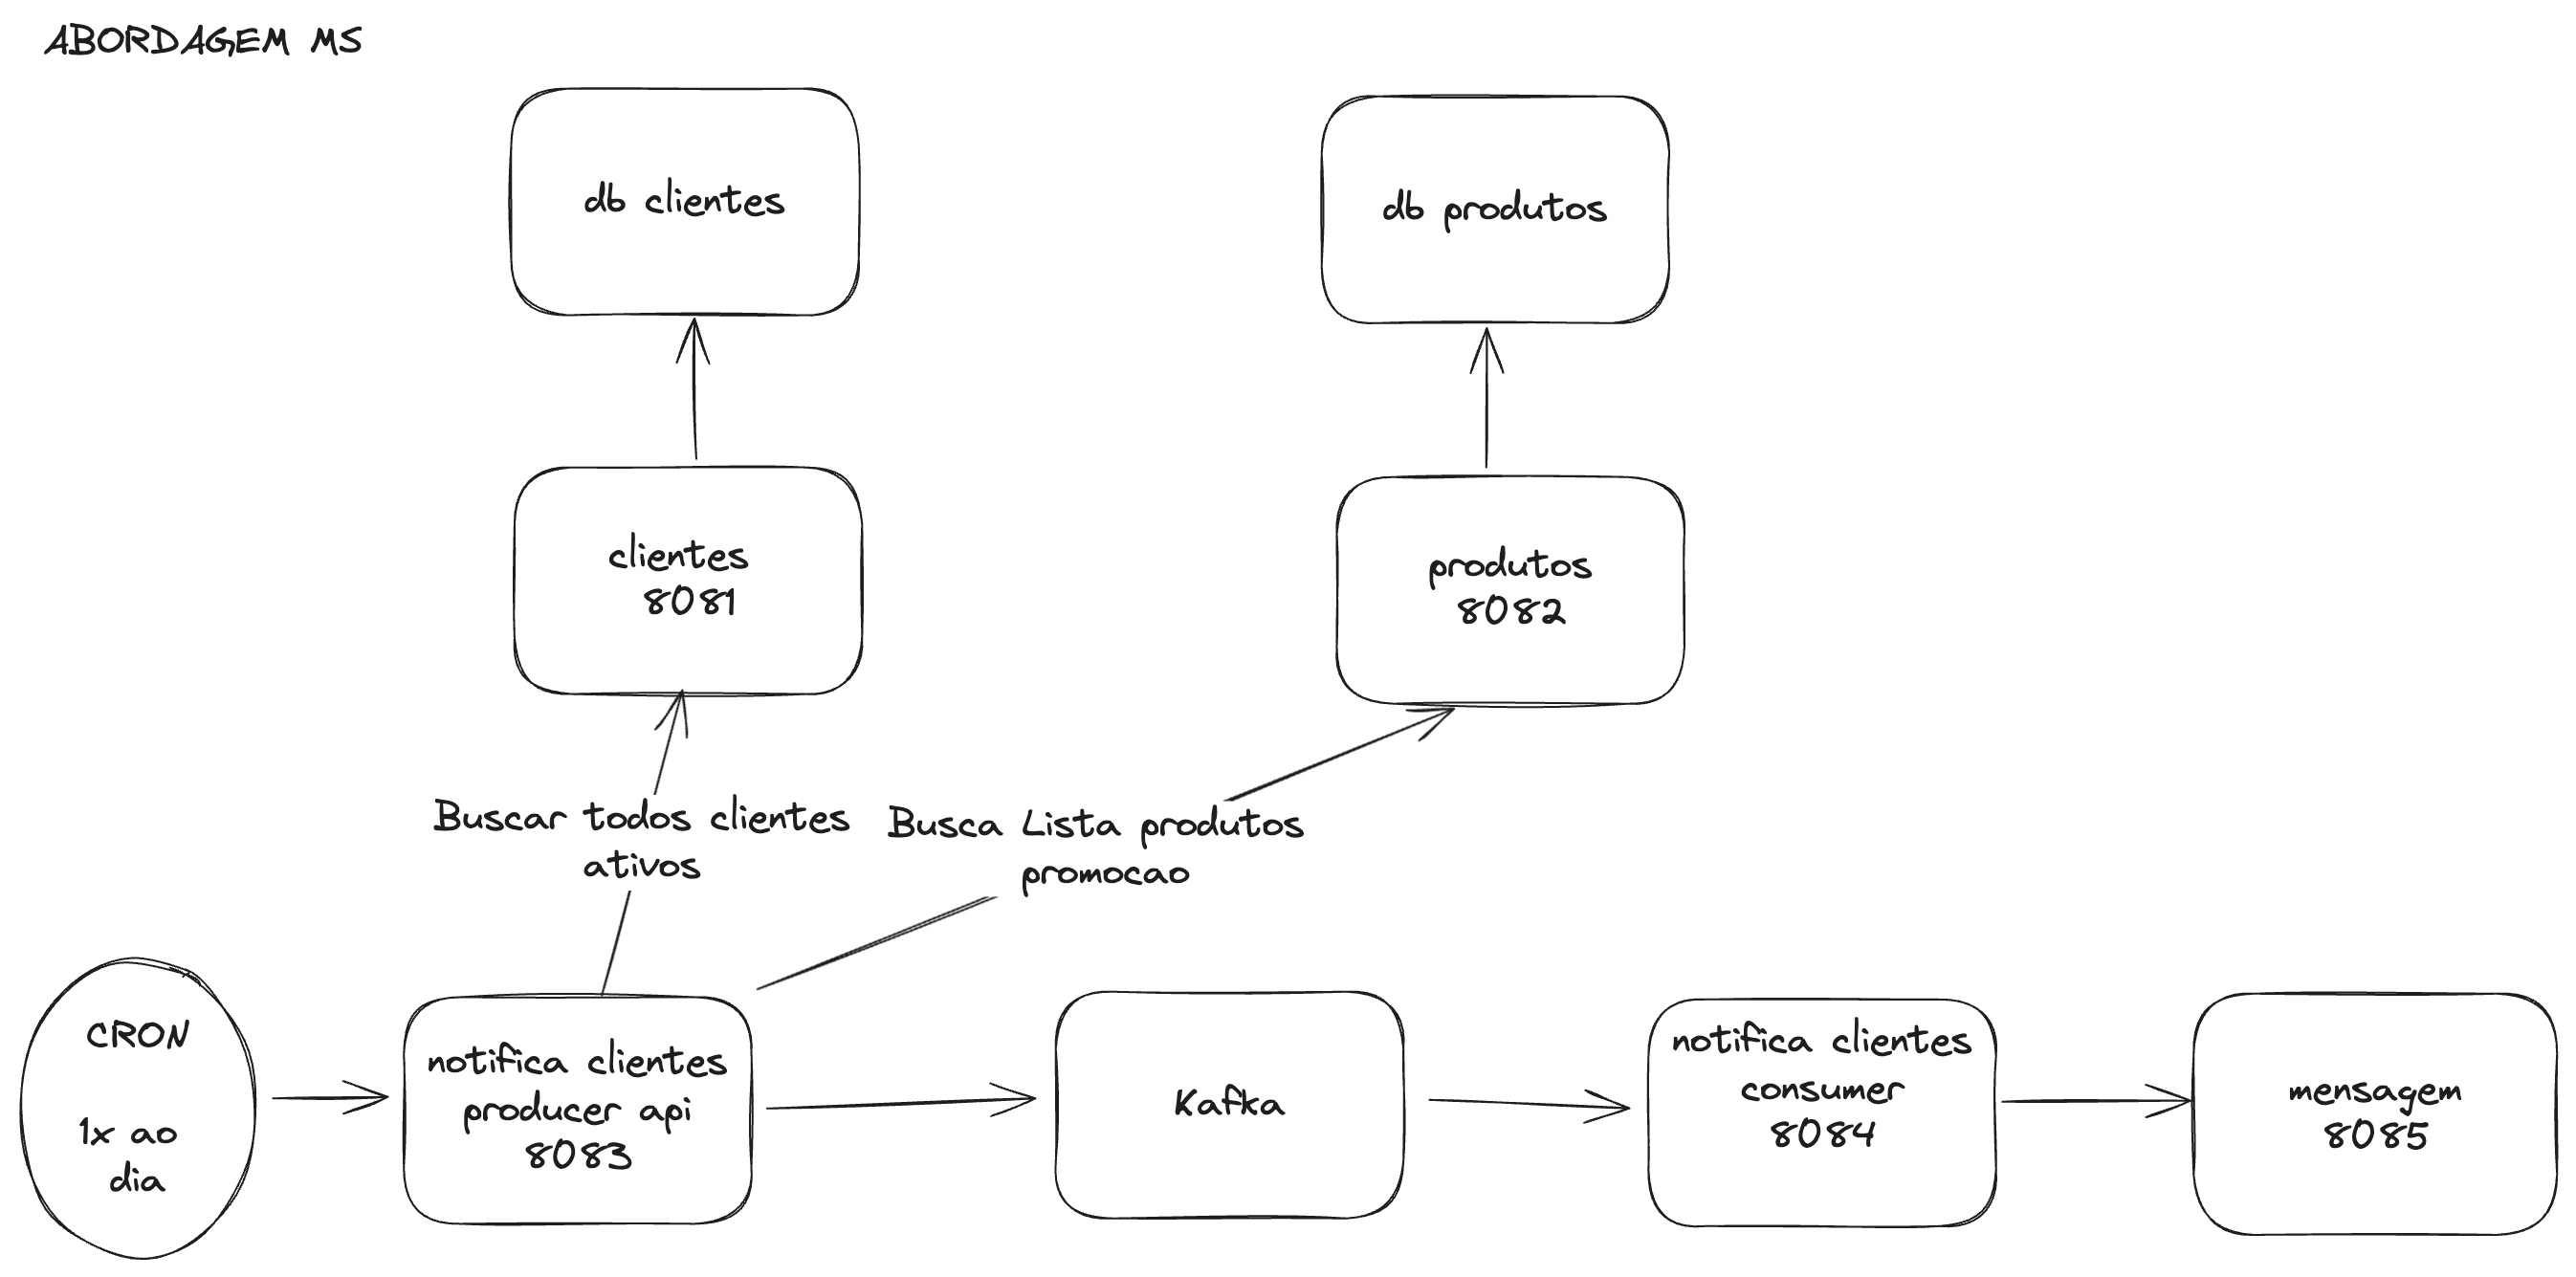 ABORDAGEM MS
db clientes
db produtos
clientes
8081
produtos
8082
Buscar todos clientes
ativos
Busca Lista produtos
promocao
CRON
1x ao
dia
notifica clientes
producer api
8083
Kafka
notifica clientes
consumer
8084
mensagem
8085